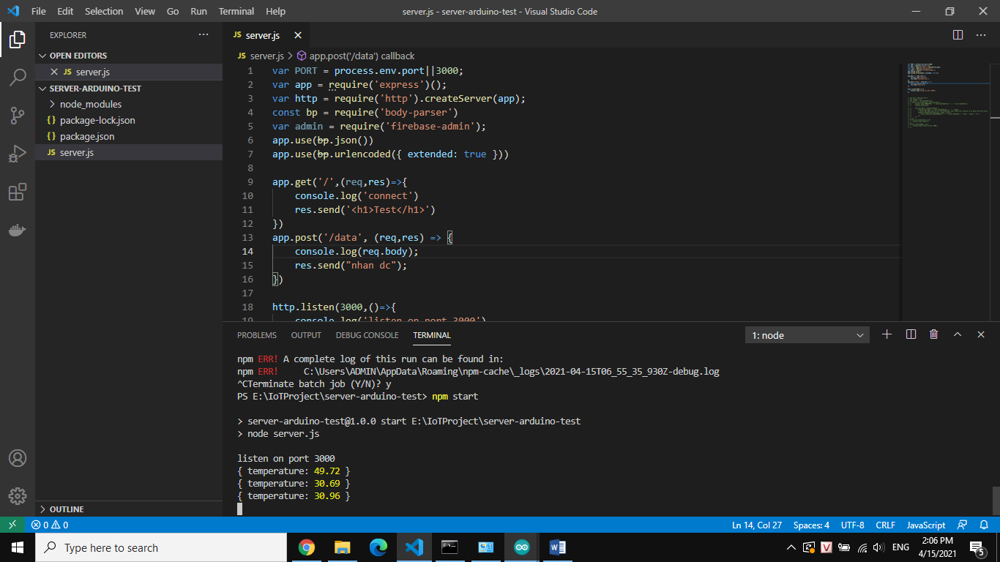 File Edit Selection View Go Run Terminal Help server.js - server-arduino-test - Visual Studio Code
EXPLORER
OPEN EDITORS
JS server.js
SERVER-ARDUINO-TEST
node_modules
{} package-lock.json
{} package.json
JS server.js
OUTLINE
JS server.js
JS server.js > app.post('/data') callback
1 var PORT = process.env.port||3000;
2 var app = require('express')();
3 var http = require('http').createServer(app);
4 const bp = require('body-parser')
5 var admin = require('firebase-admin');
6 app.use(bp.json())
7 app.use(bp.urlencoded({ extended: true }))
8
9 app.get('/',(req,res)=>{
10 console.log('connect')
11 res.send('<h1>Test</h1>')
12 })
13 app.post('/data', (req,res) => {
14 console.log(req.body);
15 res.send("nhan dc");
16 })
17
18 http.listen(3000,()=>{
19 console.log('listen on port 3000')
PROBLEMS OUTPUT DEBUG CONSOLE TERMINAL 1: node
npm ERR! A complete log of this run can be found in:
npm ERR! C:\Users\ADMIN\AppData\Roaming\npm-cache\_logs\2021-04-15T06_55_35_930Z-debug.log
^CTerminate batch job (Y/N)? y
PS E:\IoTProject\server-arduino-test> npm start
> server-arduino-test@1.0.0 start E:\IoTProject\server-arduino-test
> node server.js
listen on port 3000
{ temperature: 49.72 }
{ temperature: 30.69 }
{ temperature: 30.96 }
0 0 Ln 14, Col 27 Spaces: 4 UTF-8 CRLF JavaScript
Type here to search
ENG
2:06 PM
4/15/2021
5